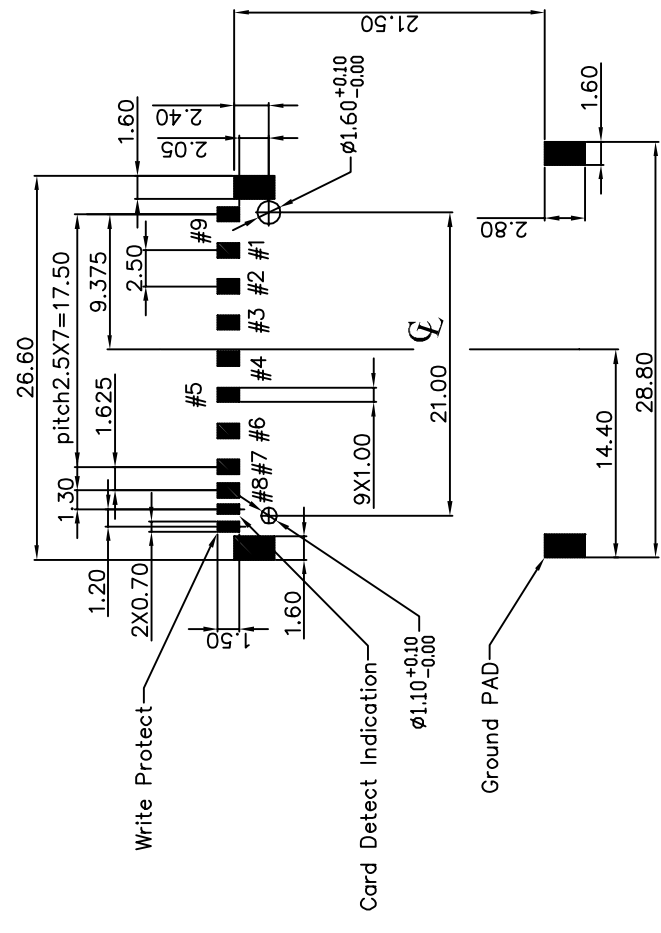 26.60
pitch2.5X7=17.50
9.375
2.50
1.625
1.30
1.20
2X0.70
1.60
2.40
2.05
21.50
ø1.60 +0.10 -0.00
1.60
2.80
#9
#1
#2
#3
#4
#5
#6
#7
#8
CL
21.00
9X1.00
14.40
28.80
1.50
1.60
ø1.10 +0.10 -0.00
Write Protect
Card Detect Indication
Ground PAD